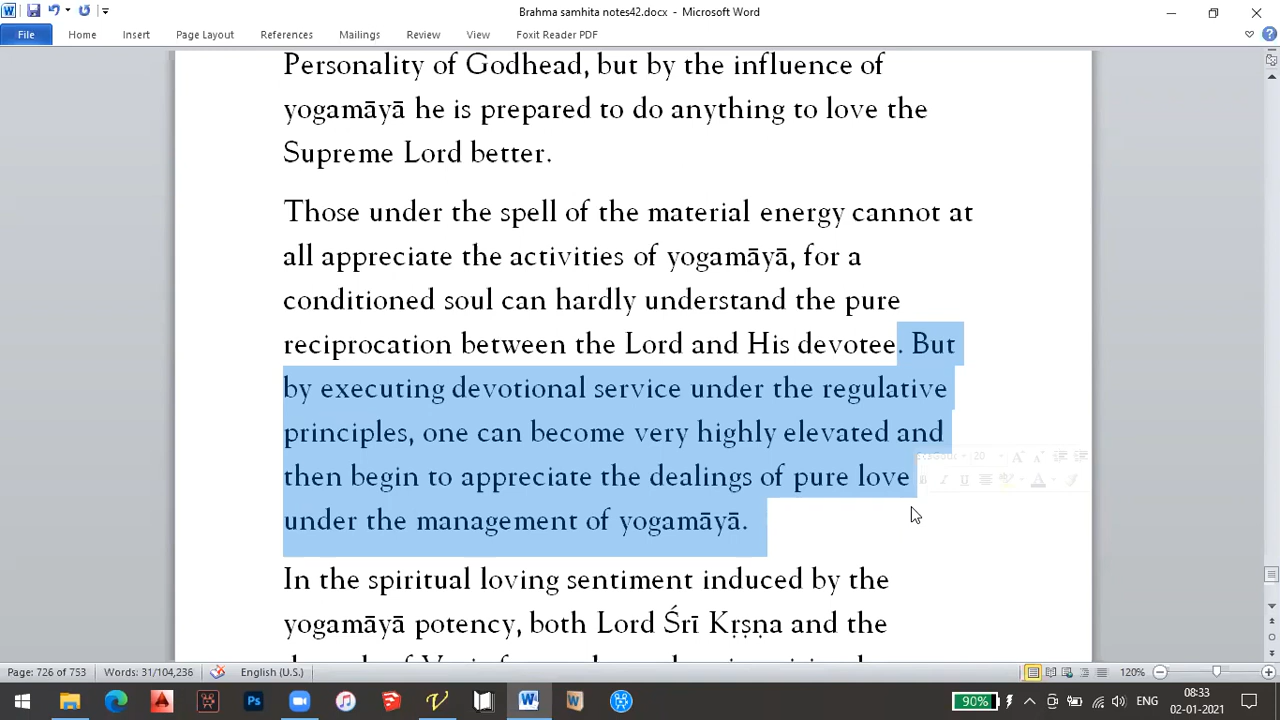 Brahma samhita notes42.docx - Microsoft Word
File Home Insert Page Layout References Mailings Review View Foxit Reader PDF
Personality of Godhead, but by the influence of
yogamāyā he is prepared to do anything to love the
Supreme Lord better.
Those under the spell of the material energy cannot at
all appreciate the activities of yogamāyā, for a
conditioned soul can hardly understand the pure
reciprocation between the Lord and His devotee. But
by executing devotional service under the regulative
principles, one can become very highly elevated and
then begin to appreciate the dealings of pure love
under the management of yogamāyā.
In the spiritual loving sentiment induced by the
yogamāyā potency, both Lord Śrī Kṛṣṇa and the
Page: 726 of 753 Words: 31/104,236 English (U.S.) 120%
90% ENG 08:33
02-01-2021